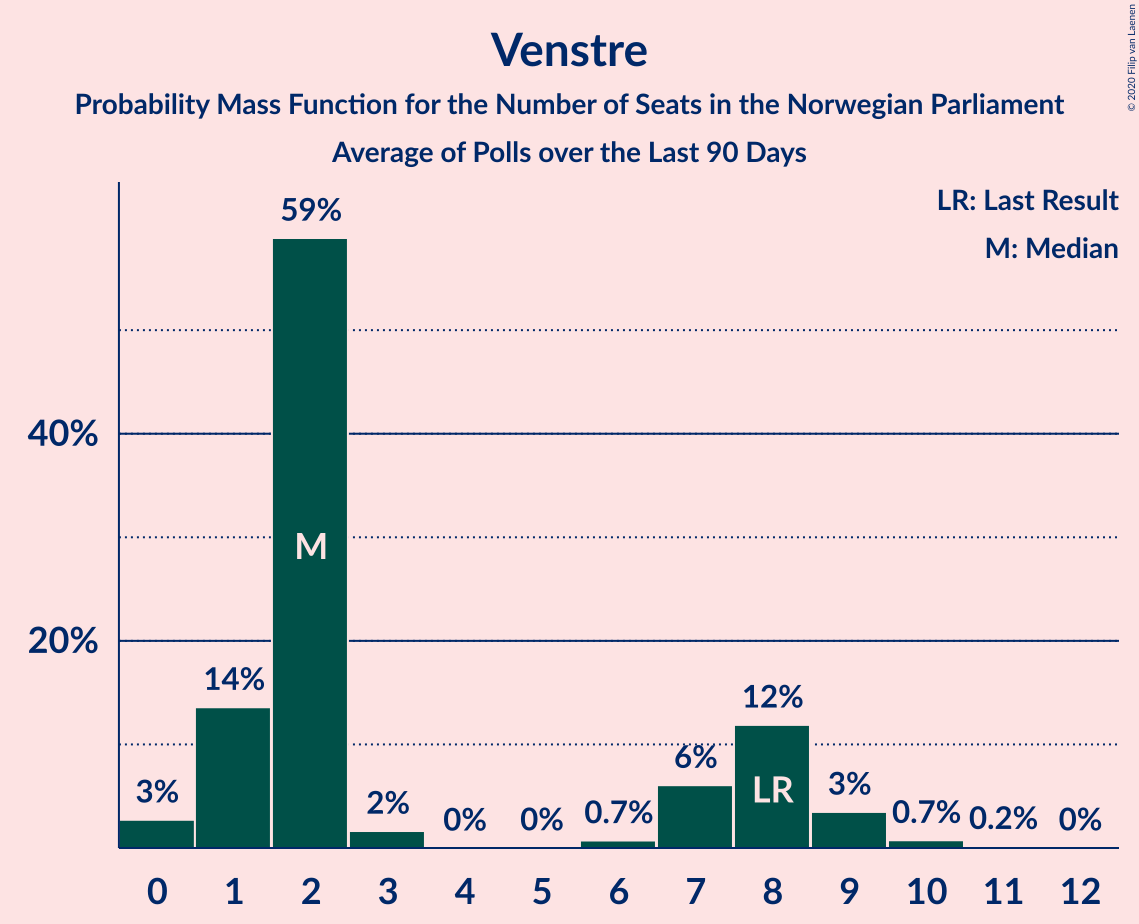 Venstre
Probability Mass Function for the Number of Seats in the Norwegian Parliament
Average of Polls over the Last 90 Days
© 2020 Filip van Laenen
LR: Last Result
M: Median
59%
40%
M
20%
14%
12%
6%
LR
3%
3%
2%
0%
0%
0.7%
0.7%
0.2%
0%
0 1 2 3 4 5 6 7 8 9 10 11 12